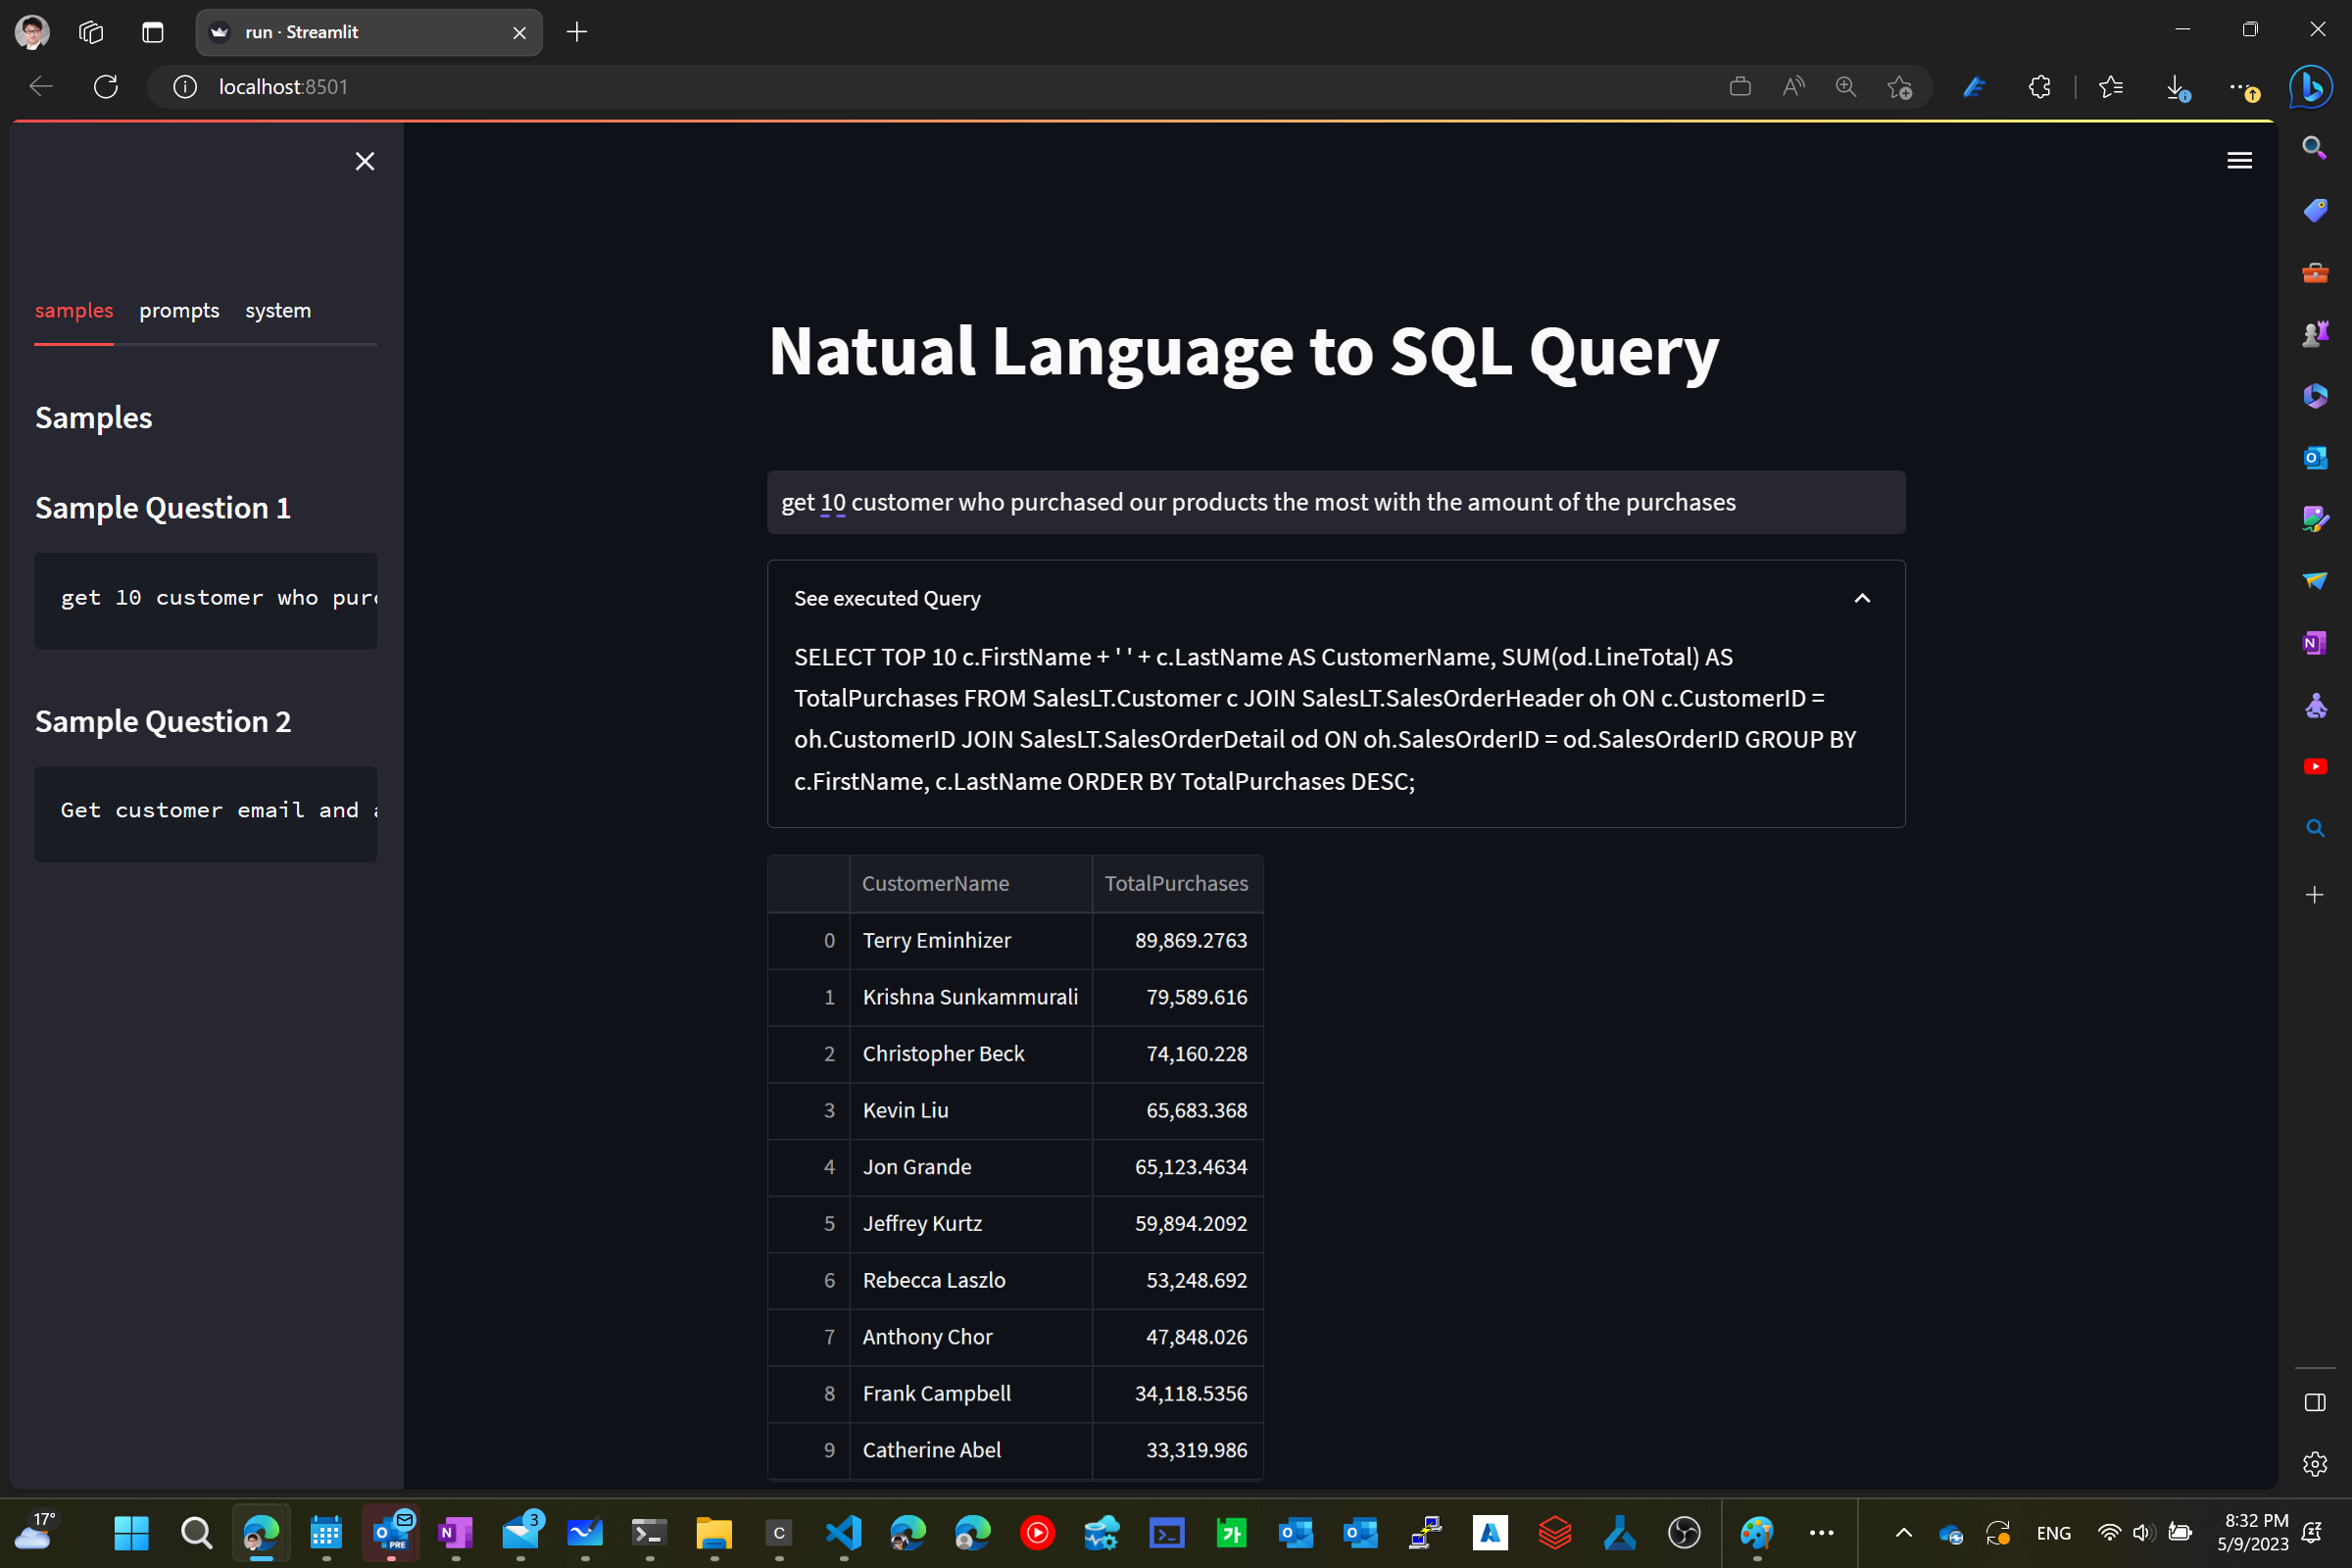 run · Streamlit
localhost:8501
samples prompts system
Samples
Sample Question 1
get 10 customer who purc
Sample Question 2
Get customer email and a
Natual Language to SQL Query
get 10 customer who purchased our products the most with the amount of the purchases
See executed Query
SELECT TOP 10 c.FirstName + ' ' + c.LastName AS CustomerName, SUM(od.LineTotal) AS
TotalPurchases FROM SalesLT.Customer c JOIN SalesLT.SalesOrderHeader oh ON c.CustomerID =
oh.CustomerID JOIN SalesLT.SalesOrderDetail od ON oh.SalesOrderID = od.SalesOrderID GROUP BY
c.FirstName, c.LastName ORDER BY TotalPurchases DESC;
CustomerName TotalPurchases
0 Terry Eminhizer 89,869.2763
1 Krishna Sunkammurali 79,589.616
2 Christopher Beck 74,160.228
3 Kevin Liu 65,683.368
4 Jon Grande 65,123.4634
5 Jeffrey Kurtz 59,894.2092
6 Rebecca Laszlo 53,248.692
7 Anthony Chor 47,848.026
8 Frank Campbell 34,118.5356
9 Catherine Abel 33,319.986
17°
PRE
3
C
가
ENG
8:32 PM
5/9/2023